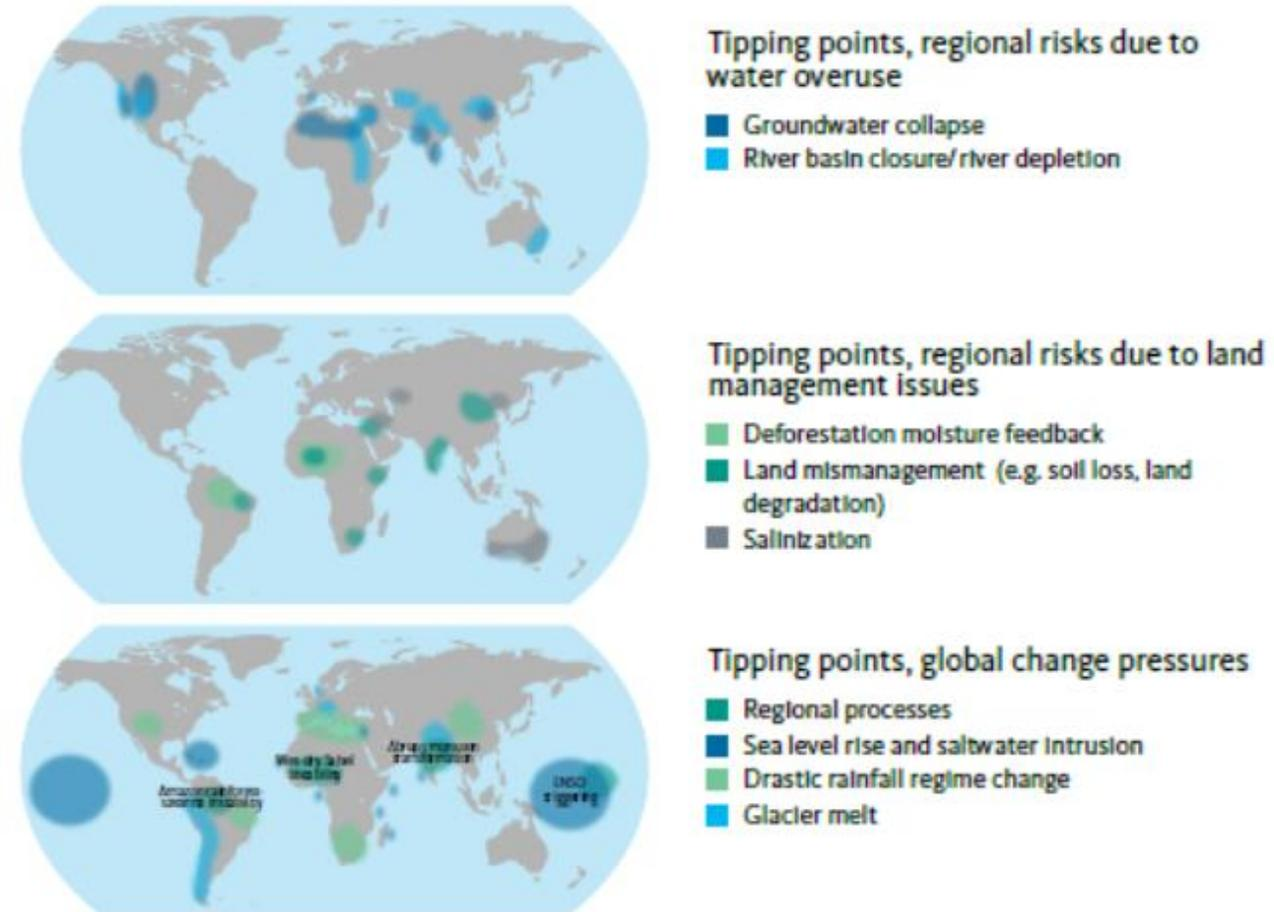 Tipping points, regional risks due to
water overuse
Groundwater collapse
River basin closure/river depletion
Tipping points, regional risks due to land
management issues
Deforestation moisture feedback
Land mismanagement (e.g. soil loss, land
degradation)
Salinization
Tipping points, global change pressures
Regional processes
Sea level rise and saltwater intrusion
Drastic rainfall regime change
Glacier melt
Sahel
ENSO
triggering